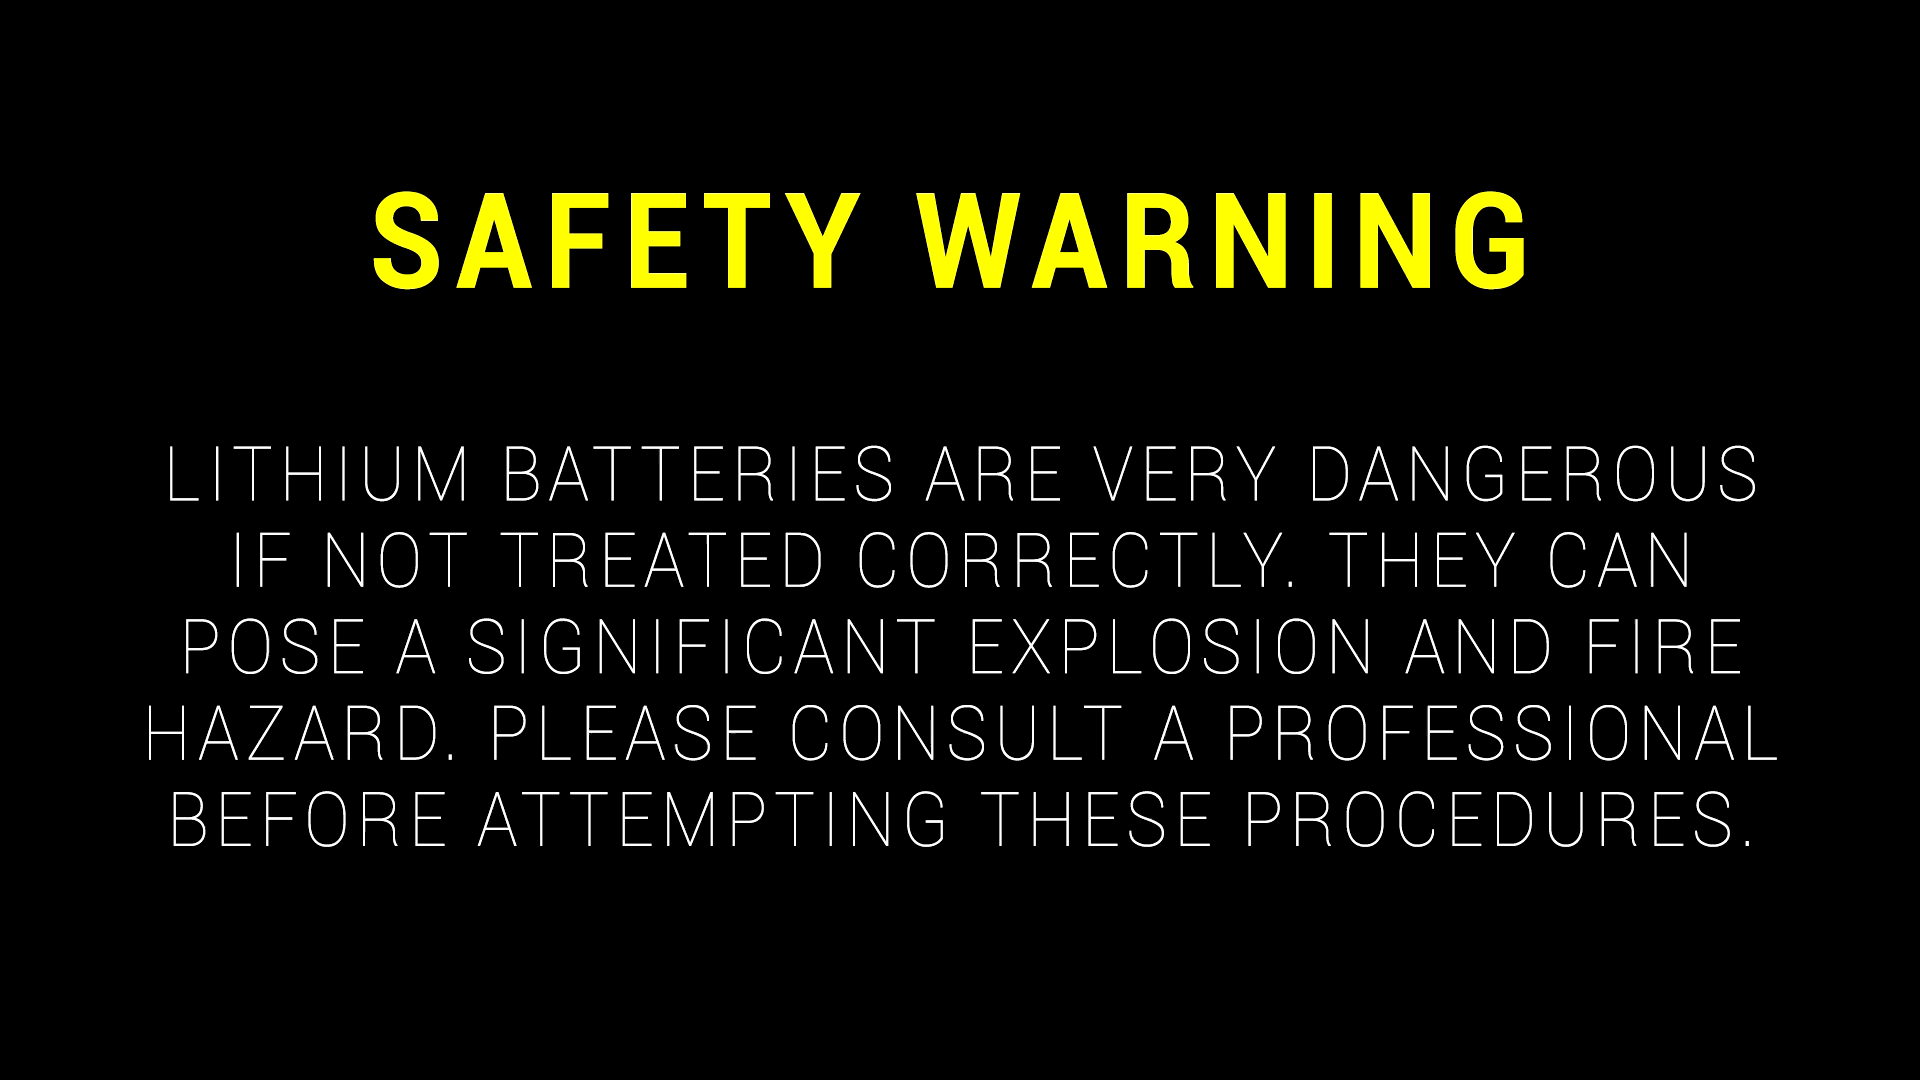 SAFETY WARNING
LITHIUM BATTERIES ARE VERY DANGEROUS
IF NOT TREATED CORRECTLY. THEY CAN
POSE A SIGNIFICANT EXPLOSION AND FIRE
HAZARD. PLEASE CONSULT A PROFESSIONAL
BEFORE ATTEMPTING THESE PROCEDURES.